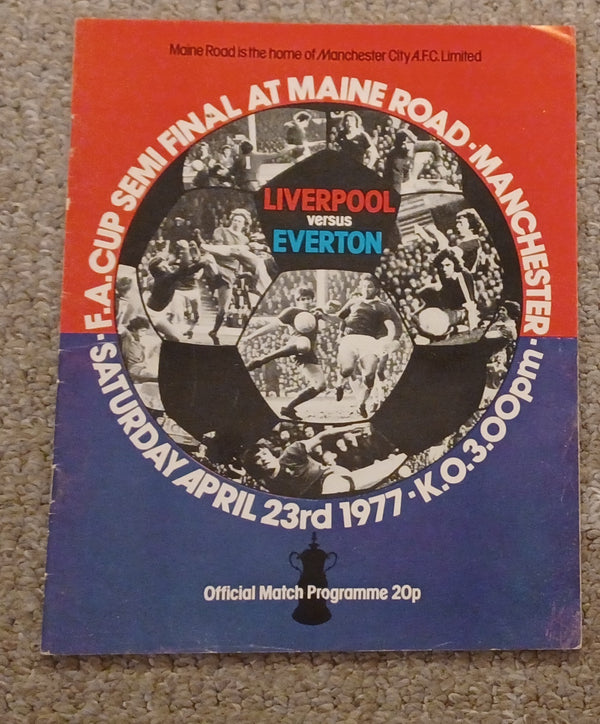 Maine Road is the home of Manchester City A.F.C. Limited
F.A. CUP SEMI FINAL AT MAINE ROAD · MANCHESTER ·
LIVERPOOL
versus
EVERTON
SATURDAY APRIL 23rd 1977 · K.O. 3.00pm ·
Official Match Programme 20p